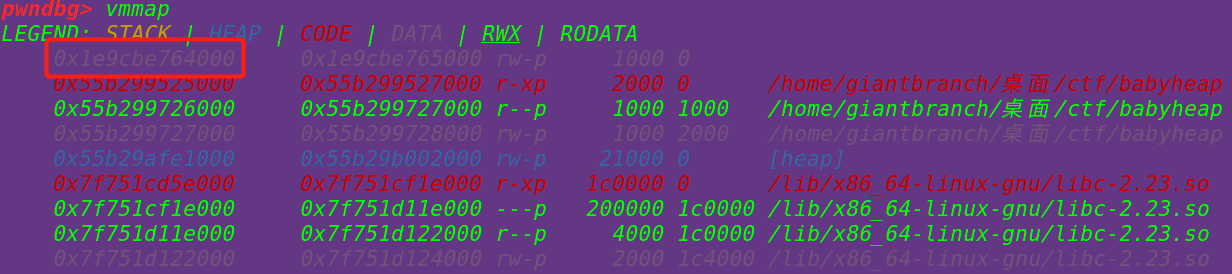 pwndbg> vmmap
LEGEND: STACK | HEAP | CODE | DATA | RWX | RODATA
0x1e9cbe764000 0x1e9cbe765000 rw-p 1000 0
0x55b299525000 0x55b299527000 r-xp 2000 0 /home/giantbranch/桌面/ctf/babyheap
0x55b299726000 0x55b299727000 r--p 1000 1000 /home/giantbranch/桌面/ctf/babyheap
0x55b299727000 0x55b299728000 rw-p 1000 2000 /home/giantbranch/桌面/ctf/babyheap
0x55b29afe1000 0x55b29b002000 rw-p 21000 0 [heap]
0x7f751cd5e000 0x7f751cf1e000 r-xp 1c0000 0 /lib/x86_64-linux-gnu/libc-2.23.so
0x7f751cf1e000 0x7f751d11e000 ---p 200000 1c0000 /lib/x86_64-linux-gnu/libc-2.23.so
0x7f751d11e000 0x7f751d122000 r--p 4000 1c0000 /lib/x86_64-linux-gnu/libc-2.23.so
0x7f751d122000 0x7f751d124000 rw-p 2000 1c4000 /lib/x86_64-linux-gnu/libc-2.23.so